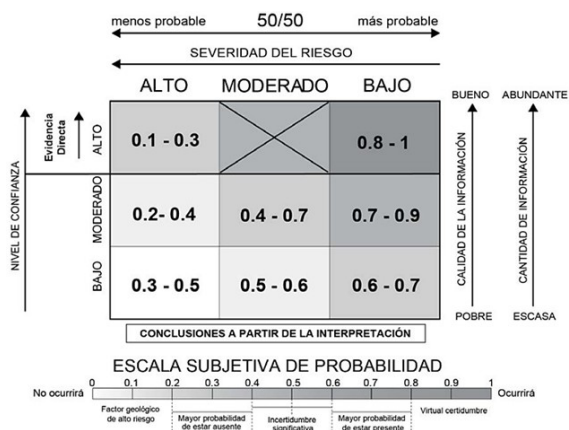 menos probable 50/50 más probable
SEVERIDAD DEL RIESGO
ALTO MODERADO BAJO
BUENO ABUNDANTE
NIVEL DE CONFIANZA
Evidencia
Directa
ALTO
0.1 - 0.3
0.8 - 1
MODERADO
0.2- 0.4
0.4 - 0.7
0.7 - 0.9
BAJO
0.3 - 0.5
0.5 - 0.6
0.6 - 0.7
CALIDAD DE LA INFORMACIÓN
CANTIDAD DE INFORMACIÓN
POBRE ESCASA
CONCLUSIONES A PARTIR DE LA INTERPRETACIÓN
ESCALA SUBJETIVA DE PROBABILIDAD
No ocurrirá 0 0.1 0.2 0.3 0.4 0.5 0.6 0.7 0.8 0.9 1 Ocurrirá
Factor geológico
de alto riesgo
Mayor probabilidad
de estar ausente
Incertidumbre
significativa
Mayor probabilidad
de estar presente
Virtual certidumbre